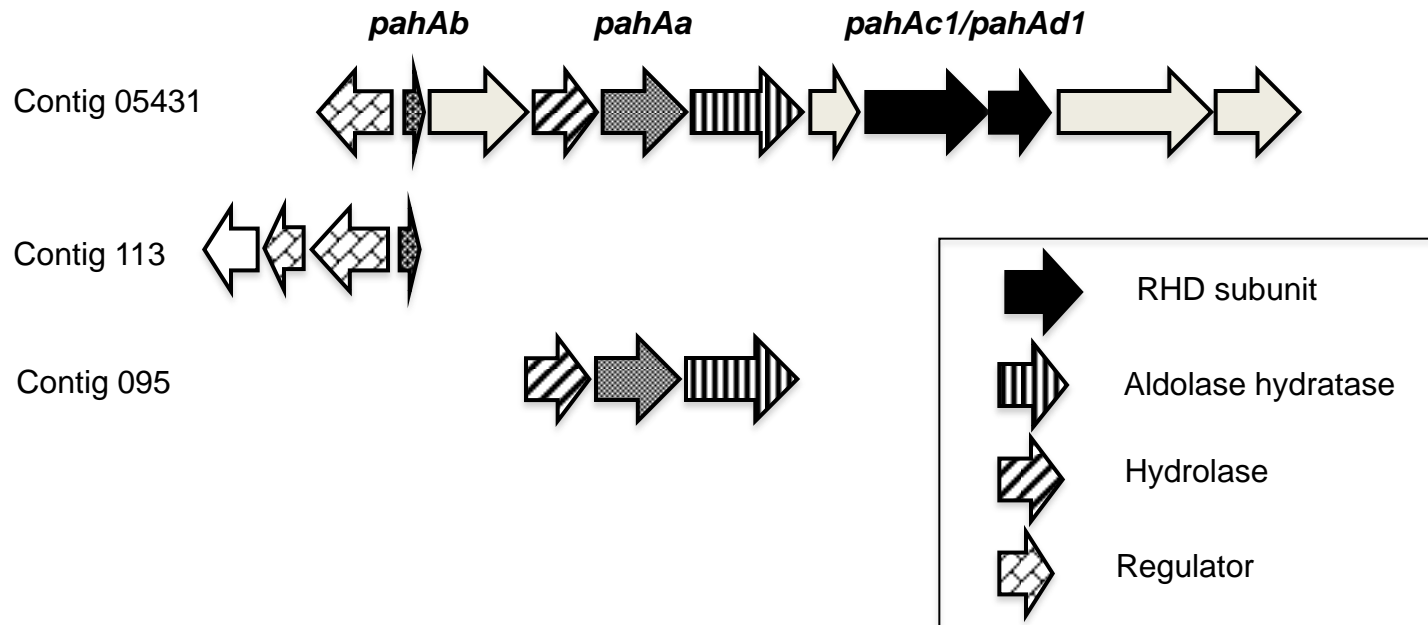 pahAb pahAa pahAc1/pahAd1
Contig 05431
Contig 113
Contig 095
RHD subunit
Aldolase hydratase
Hydrolase
Regulator